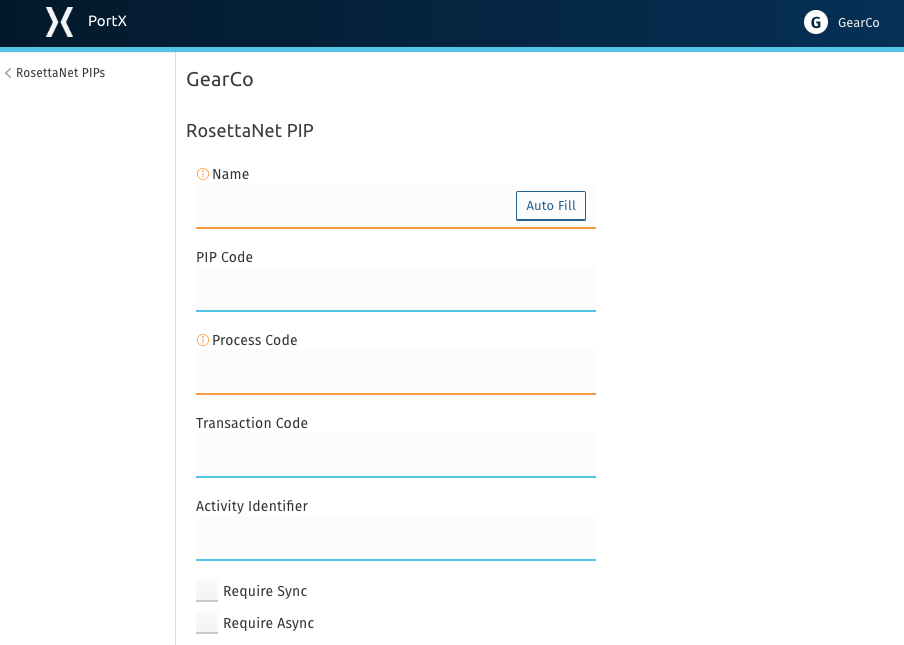 PortX
G GearCo
< RosettaNet PIPs
GearCo
RosettaNet PIP
Name
Auto Fill
PIP Code
Process Code
Transaction Code
Activity Identifier
Require Sync
Require Async